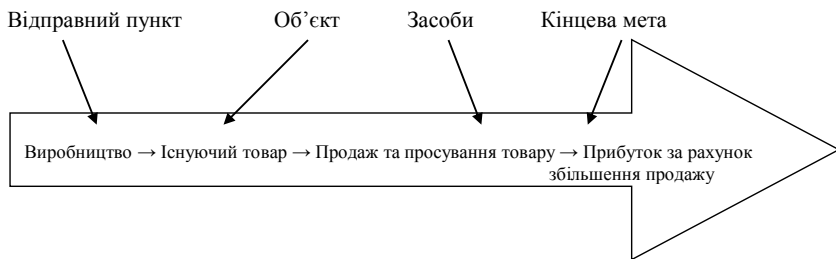 Відправний пункт Об’єкт Засоби Кінцева мета
Виробництво → Існуючий товар → Продаж та просування товару → Прибуток за рахунок
збільшення продажу